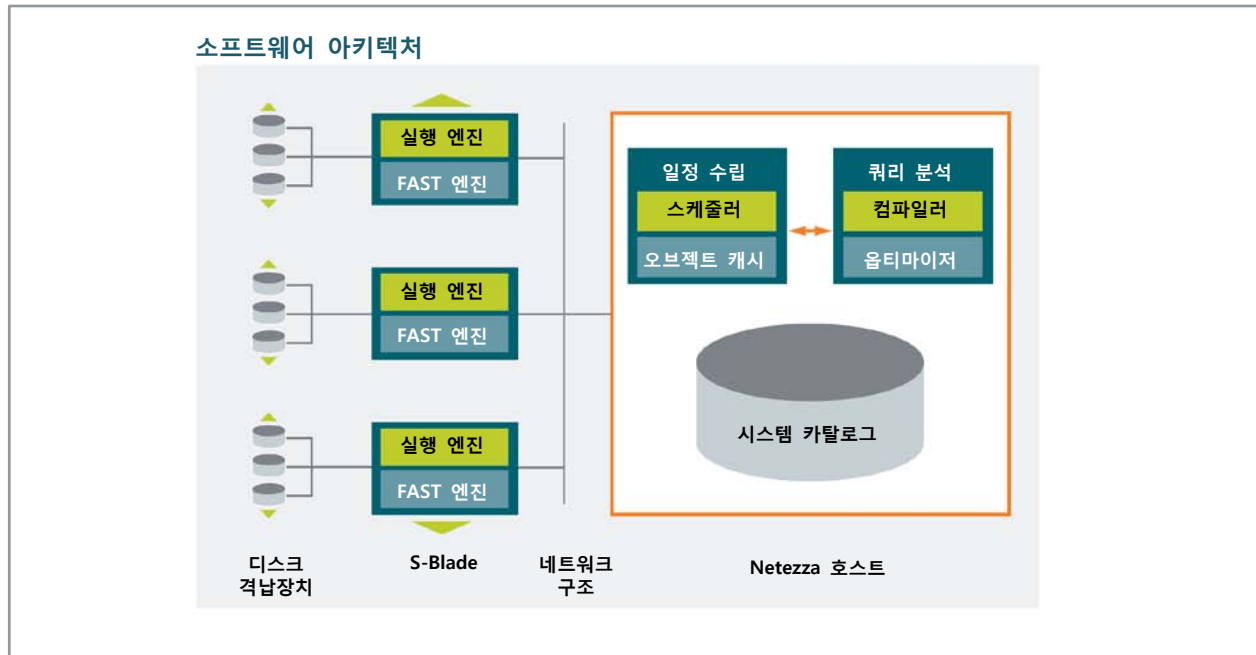 소프트웨어 아키텍처
실행 엔진
FAST 엔진
실행 엔진
FAST 엔진
실행 엔진
FAST 엔진
일정 수립
스케줄러
오브젝트 캐시
쿼리 분석
컴파일러
옵티마이저
시스템 카탈로그
디스크
격납장치
S-Blade
네트워크
구조
Netezza 호스트